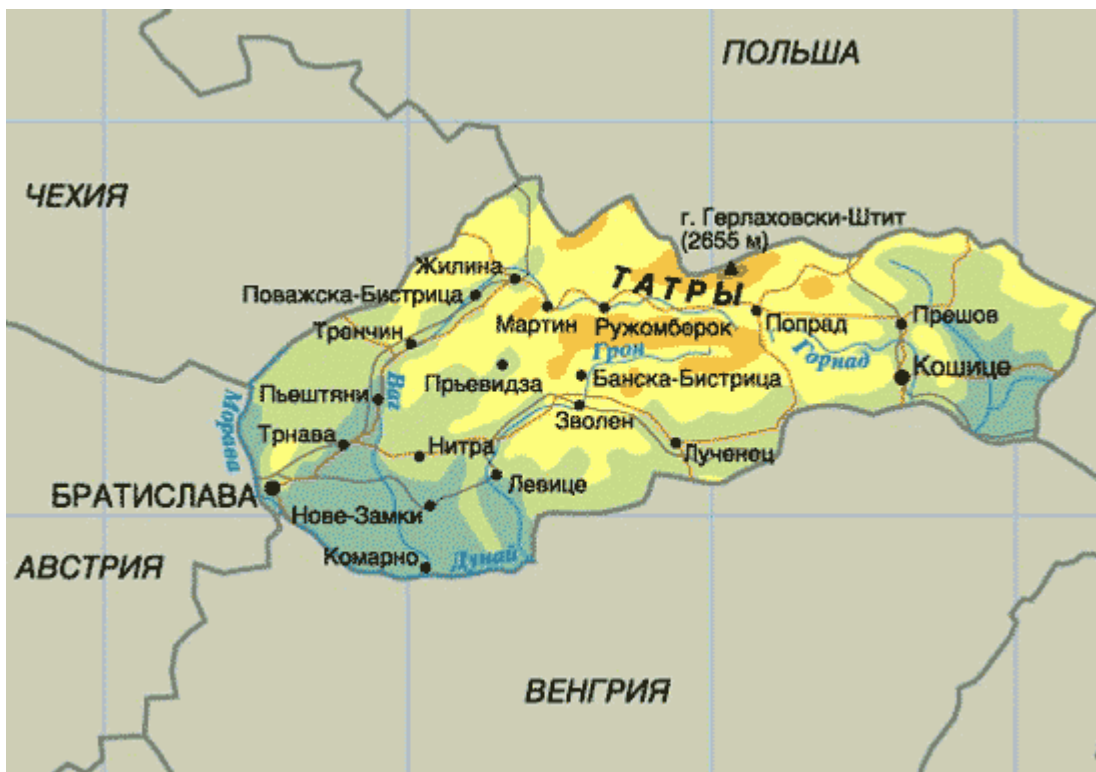 ПОЛЬША
ЧЕХИЯ
г. Герлаховски-Штит
(2655 м)
ТАТРЫ
Жилина
Поважска-Бистрица
Мартин
Ружомборок
Попрад
Прешов
Тренчин
Грон
Горнад
Кошице
Прьевидза
Банска-Бистрица
Ваг
Пьештяни
Морава
Зволен
Трнава
Нитра
Лученец
БРАТИСЛАВА
Левице
Нове-Замки
Комарно
Дунай
АВСТРИЯ
ВЕНГРИЯ